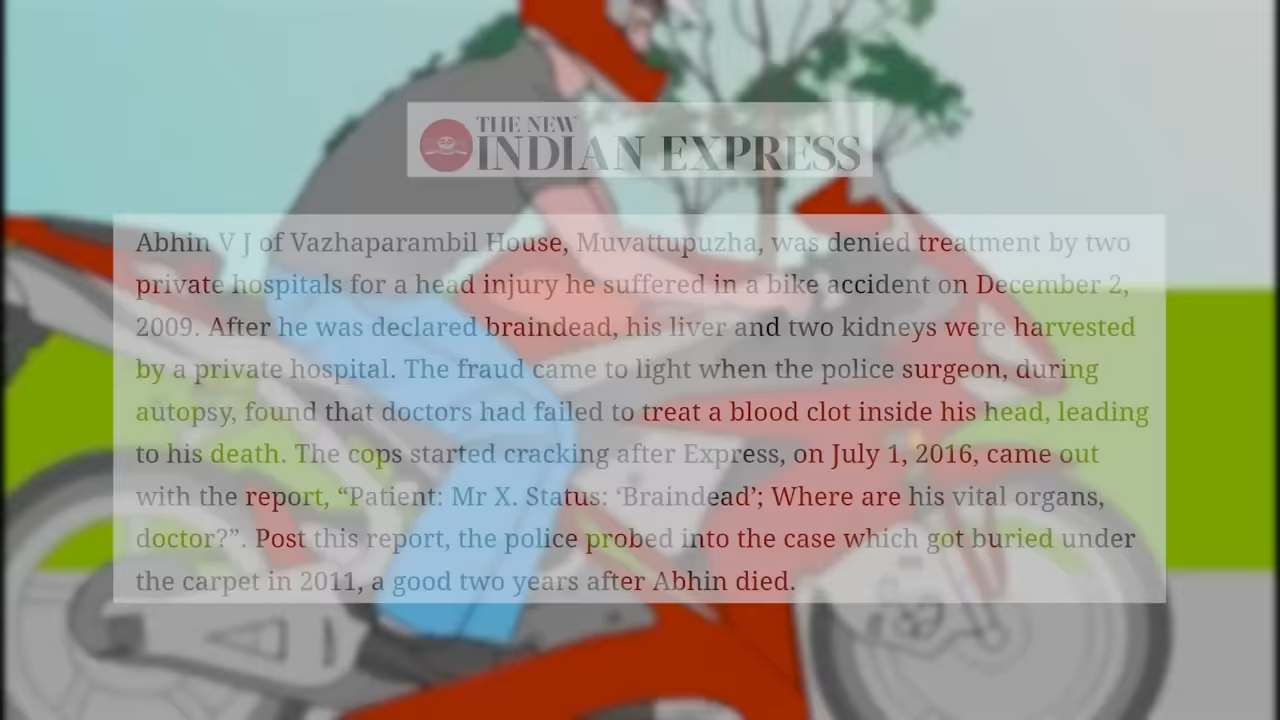 THE NEW
INDIAN EXPRESS
Abhin V J of Vazhaparambil House, Muvattupuzha, was denied treatment by two
private hospitals for a head injury he suffered in a bike accident on December 2,
2009. After he was declared braindead, his liver and two kidneys were harvested
by a private hospital. The fraud came to light when the police surgeon, during
autopsy, found that doctors had failed to treat a blood clot inside his head, leading
to his death. The cops started cracking after Express, on July 1, 2016, came out
with the report, “Patient: Mr X. Status: ‘Braindead’; Where are his vital organs,
doctor?”. Post this report, the police probed into the case which got buried under
the carpet in 2011, a good two years after Abhin died.